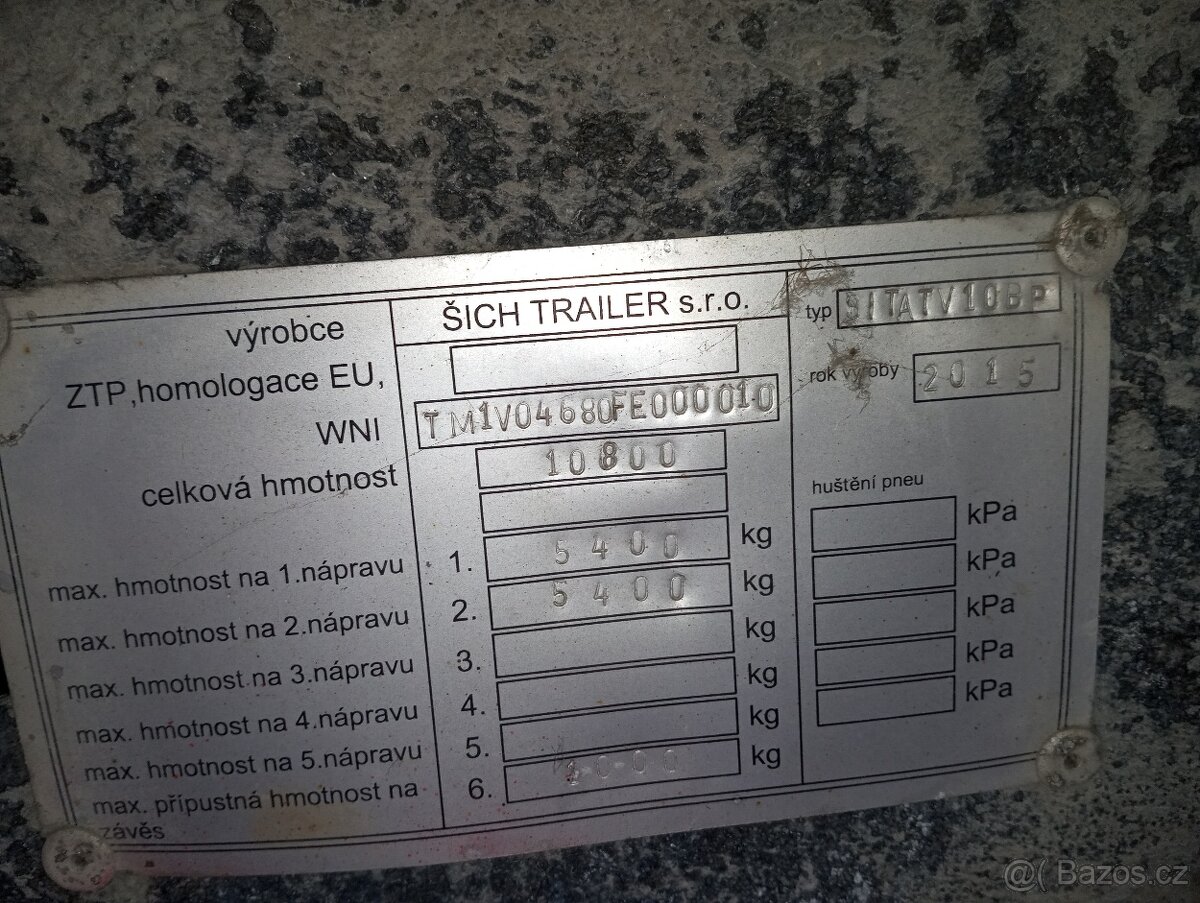 výrobce ŠICH TRAILER s.r.o. typ SITATV10BP
ZTP,homologace EU, rok výroby 2015
WNI TM1V04680FE000010
celková hmotnost 10800
huštění pneu
max. hmotnost na 1.nápravu 1. 5400 kg kPa
max. hmotnost na 2.nápravu 2. 5400 kg kPa
max. hmotnost na 3.nápravu 3. kg kPa
max. hmotnost na 4.nápravu 4. kg kPa
max. hmotnost na 5.nápravu 5. kg kPa
max. přípustná hmotnost na 6. kg
závěs
@( Bazos.cz